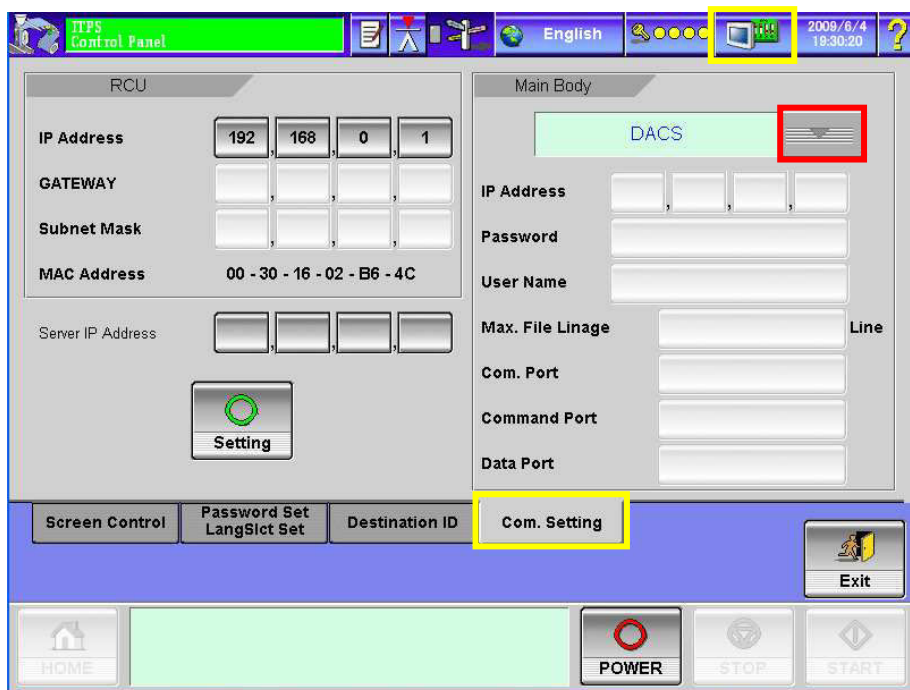 ITPS
Control Panel
English
2009/6/4
19:30:20
?
RCU
IP Address 192 , 168 , 0 , 1
GATEWAY , , ,
Subnet Mask , , ,
MAC Address 00 - 30 - 16 - 02 - B6 - 4C
Server IP Address , , ,
Setting
Main Body
DACS
IP Address , , ,
Password
User Name
Max. File Linage Line
Com. Port
Command Port
Data Port
Screen Control
Password Set
LangSlct Set
Destination ID
Com. Setting
Exit
HOME
POWER
STOP
START